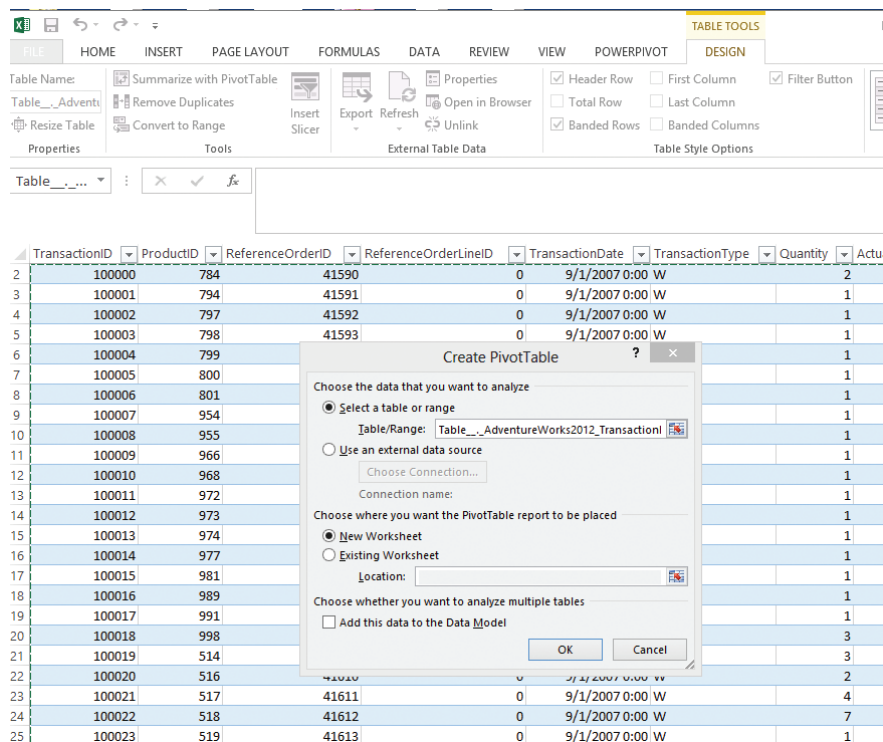 TABLE TOOLS
FILE HOME INSERT PAGE LAYOUT FORMULAS DATA REVIEW VIEW POWERPIVOT DESIGN
Table Name: Summarize with PivotTable Properties Header Row First Column Filter Button
Table__._Advent Remove Duplicates Insert Slicer Export Refresh Open in Browser Total Row Last Column
Resize Table Convert to Range Unlink Banded Rows Banded Columns
Properties Tools External Table Data Table Style Options
Table__._... fx
TransactionID ProductID ReferenceOrderID ReferenceOrderLineID TransactionDate TransactionType Quantity Actu
2 100000 784 41590 0 9/1/2007 0:00 W 2
3 100001 794 41591 0 9/1/2007 0:00 W 1
4 100002 797 41592 0 9/1/2007 0:00 W 1
5 100003 798 41593 0 9/1/2007 0:00 W 1
6 100004 799 1
7 100005 800 1
8 100006 801 1
9 100007 954 1
10 100008 955 1
11 100009 966 1
12 100010 968 1
13 100011 972 1
14 100012 973 1
15 100013 974 1
16 100014 977 1
17 100015 981 1
18 100016 989 1
19 100017 991 1
20 100018 998 3
21 100019 514 3
22 100020 516 41610 0 9/1/2007 0:00 W 2
23 100021 517 41611 0 9/1/2007 0:00 W 4
24 100022 518 41612 0 9/1/2007 0:00 W 7
25 100023 519 41613 0 9/1/2007 0:00 W 1
Create PivotTable ?
Choose the data that you want to analyze
Select a table or range
Table/Range: Table__._AdventureWorks2012_TransactionI
Use an external data source
Choose Connection...
Connection name:
Choose where you want the PivotTable report to be placed
New Worksheet
Existing Worksheet
Location:
Choose whether you want to analyze multiple tables
Add this data to the Data Model
OK Cancel